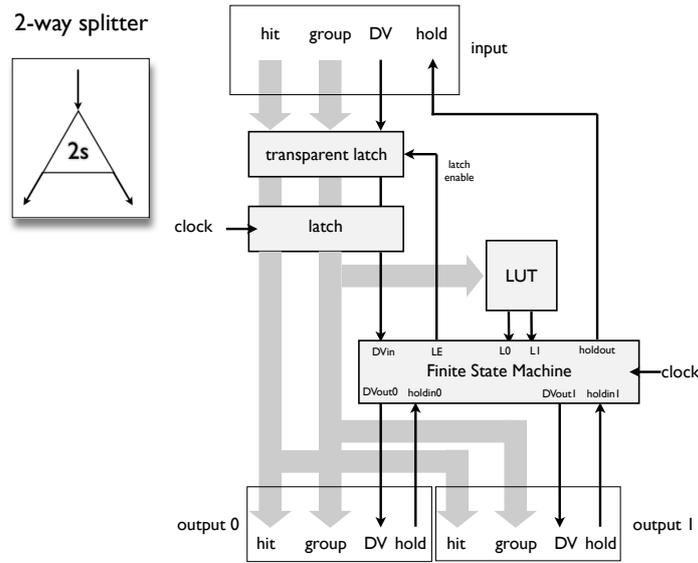 2-way splitter
2s
hit group DV hold
input
transparent latch
latch
enable
clock
latch
LUT
DVin LE L0 L1 holdout
Finite State Machine
clock
DVout0 holdin0 DVout1 holdin1
output 0
hit group DV hold
hit group DV hold
output 1